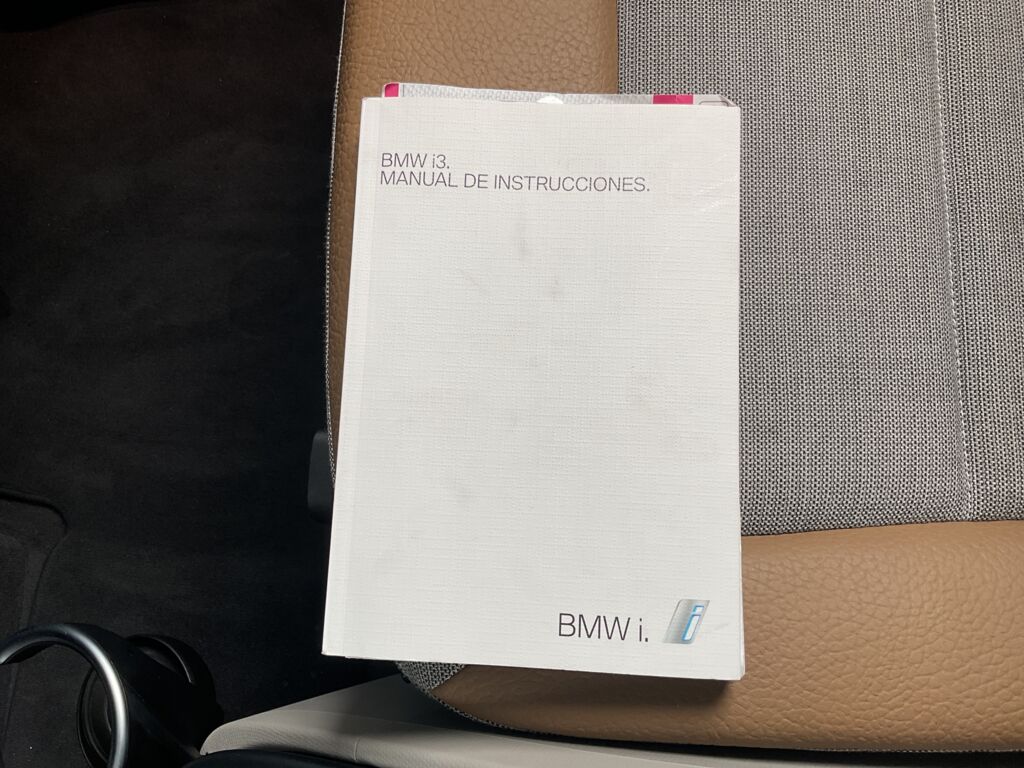 BMW i3.
MANUAL DE INSTRUCCIONES.
BMW i.
i